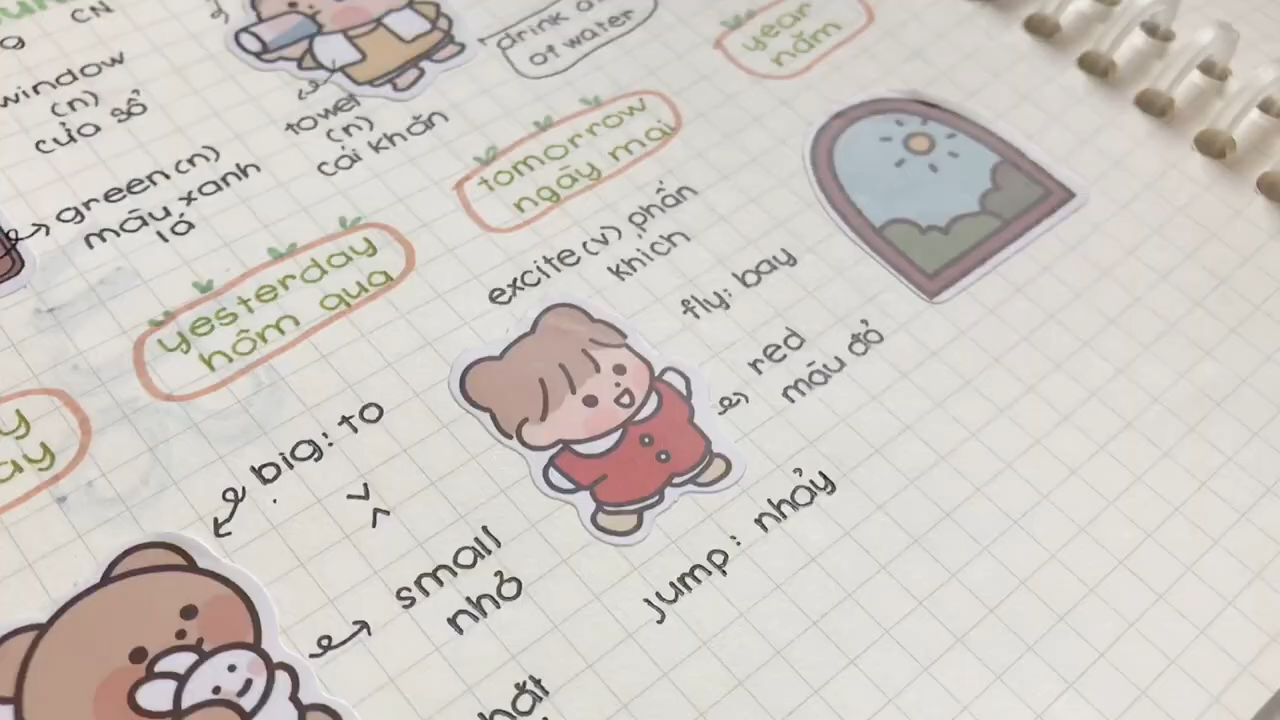 CN
window
(n)
cửa sổ
green (n)
màu xanh
lá
towel
(n)
cái khăn
drink
of water
year
năm
tomorrow
ngày mai
yesterday
hôm qua
excite (v) phấn
khích
fly: bay
red
màu đỏ
big: to
small
nhỏ
jump: nhảy